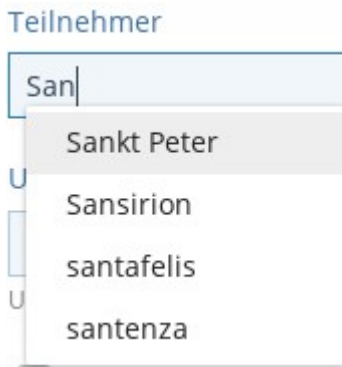 Teilnehmer
San
Sankt Peter
Sansirion
santafelis
santenza